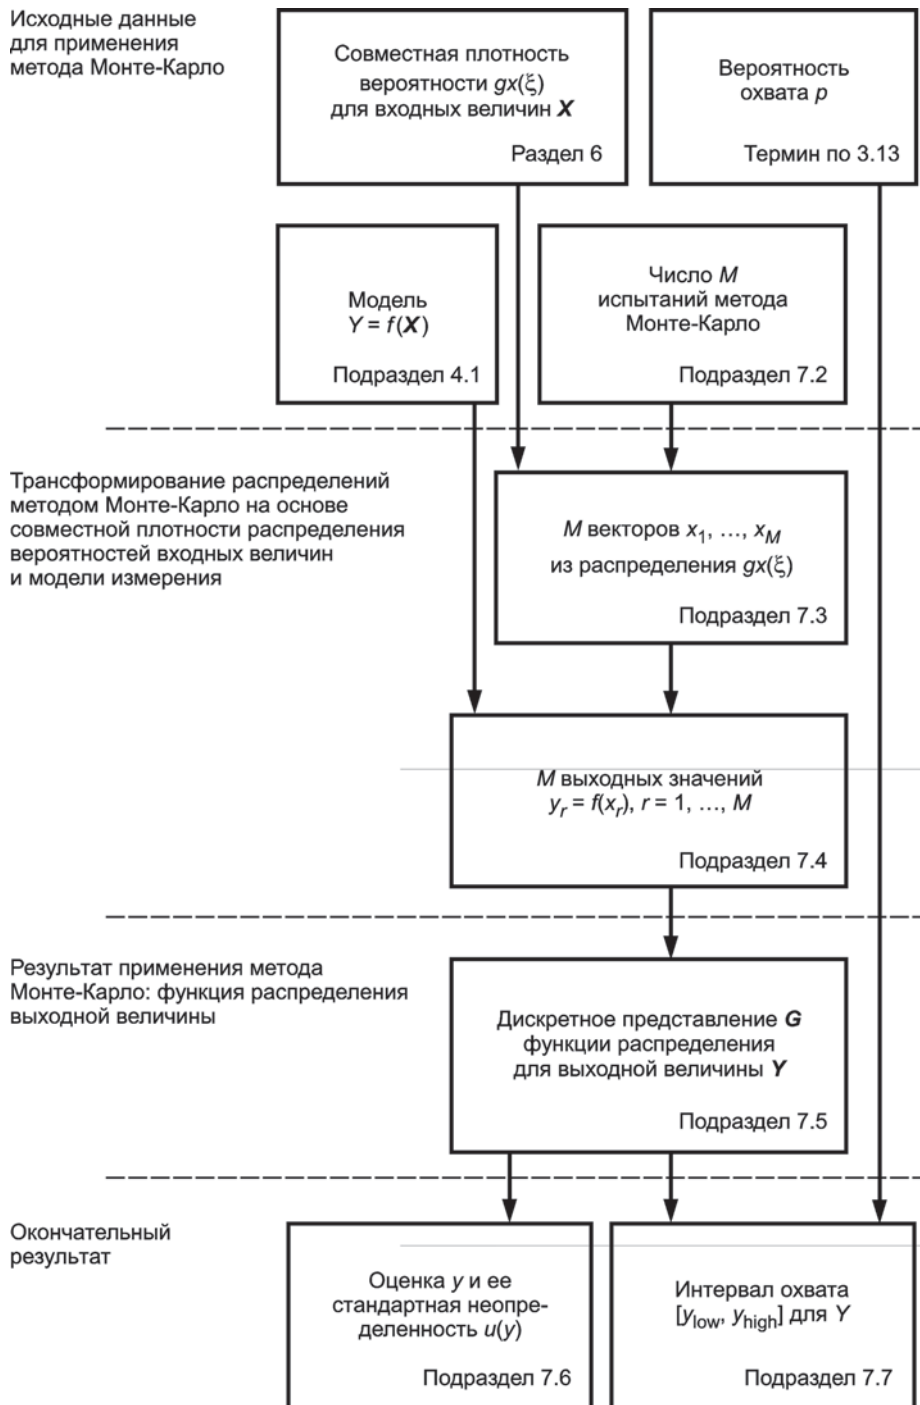 Исходные данные
для применения
метода Монте-Карло
Совместная плотность
вероятности gx(ξ)
для входных величин X
Раздел 6
Вероятность
охвата p
Термин по 3.13
Модель
Y = f(X)
Подраздел 4.1
Число M
испытаний метода
Монте-Карло
Подраздел 7.2
Трансформирование распределений
методом Монте-Карло на основе
совместной плотности распределения
вероятностей входных величин
и модели измерения
M векторов x₁, …, x_M
из распределения gx(ξ)
Подраздел 7.3
M выходных значений
y_r = f(x_r), r = 1, …, M
Подраздел 7.4
Результат применения метода
Монте-Карло: функция распределения
выходной величины
Дискретное представление G
функции распределения
для выходной величины Y
Подраздел 7.5
Окончательный
результат
Оценка y и ее
стандартная неопре-
деленность u(y)
Подраздел 7.6
Интервал охвата
[y_low, y_high] для Y
Подраздел 7.7